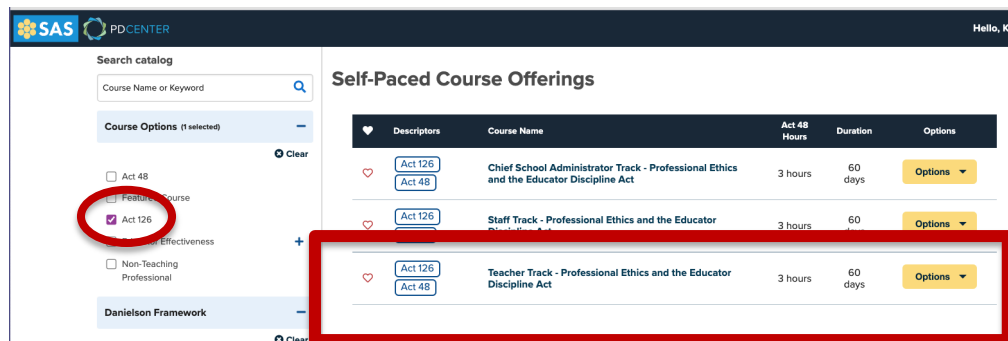 SAS PDCENTER
Hello, K
Search catalog
Course Name or Keyword
Course Options (1 selected)
Clear
Act 48
Featured Course
Act 126
Effectiveness
Non-Teaching
Professional
Danielson Framework
Clear
Self-Paced Course Offerings
Descriptors Course Name Act 48 Hours Duration Options
Act 126
Act 48
Chief School Administrator Track - Professional Ethics
and the Educator Discipline Act
3 hours
60
days
Options
Act 126
Staff Track - Professional Ethics and the Educator
Discipline Act
3 hours
60
days
Options
Act 126
Act 48
Teacher Track - Professional Ethics and the Educator
Discipline Act
3 hours
60
days
Options